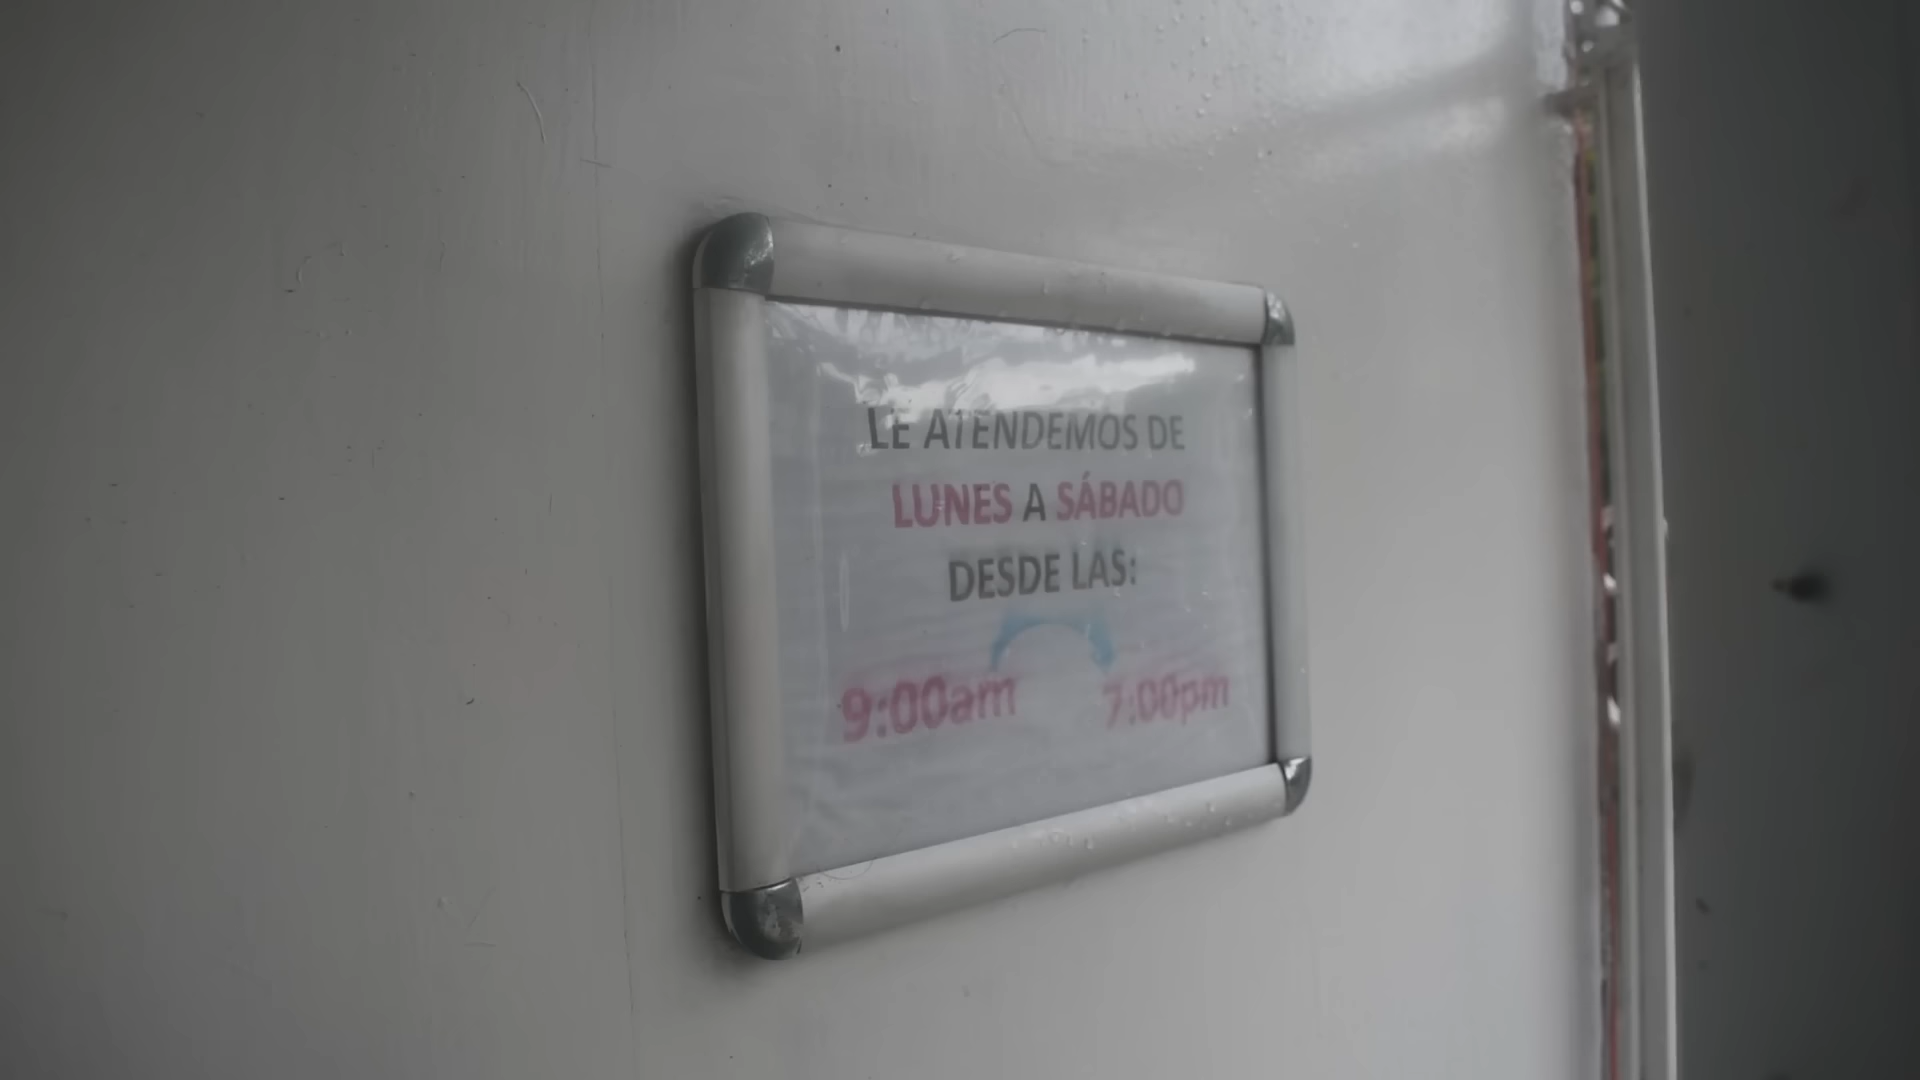 LE ATENDEMOS DE
LUNES A SÁBADO
DESDE LAS:
9:00am 7:00pm